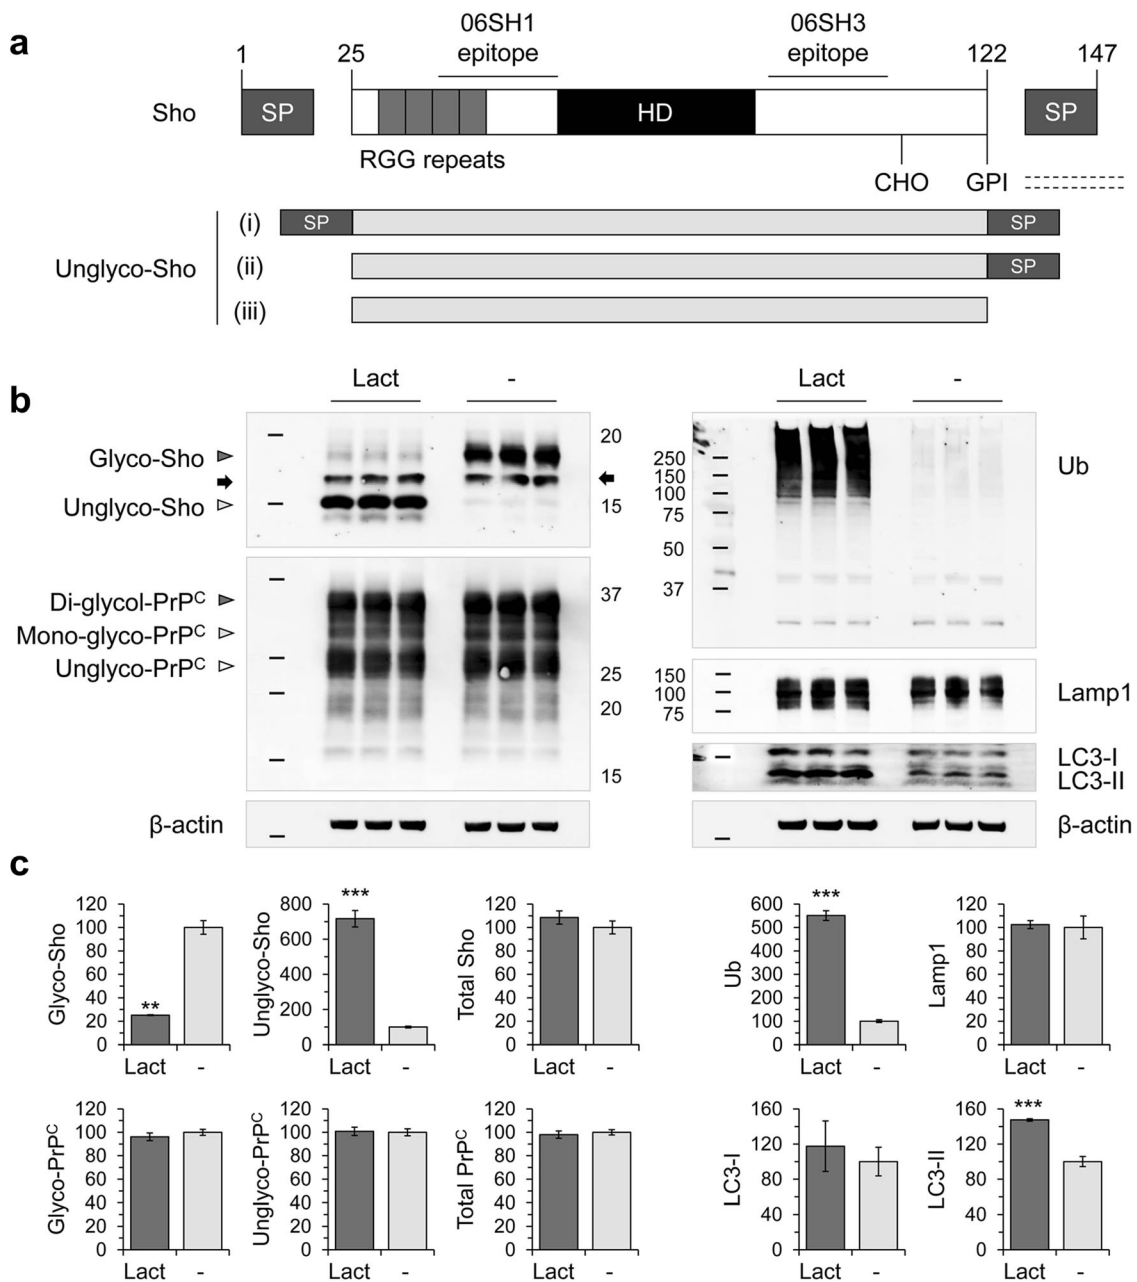 a
06SH1
epitope
06SH3
epitope
1
25
122
147
Sho
SP
HD
SP
RGG repeats
CHO
GPI
Unglyco-Sho
(i)
SP
SP
(ii)
SP
(iii)
b
Lact
-
Glyco-Sho
Unglyco-Sho
20
15
Di-glycol-PrPC
Mono-glyco-PrPC
Unglyco-PrPC
37
25
20
15
β-actin
Lact
-
250
150
100
75
50
37
Ub
150
100
75
Lamp1
LC3-I
LC3-II
β-actin
c
Glyco-Sho
120
100
80
60
40
20
0
**
Lact
-
Unglyco-Sho
800
600
400
200
0
***
Lact
-
Total Sho
120
100
80
60
40
20
0
Lact
-
Ub
600
500
400
300
200
100
0
***
Lact
-
Lamp1
120
100
80
60
40
20
0
Lact
-
Glyco-PrPC
120
100
80
60
40
20
0
Lact
-
Unglyco-PrPC
120
100
80
60
40
20
0
Lact
-
Total PrPC
120
100
80
60
40
20
0
Lact
-
LC3-I
160
120
80
40
0
Lact
-
LC3-II
160
120
80
40
0
***
Lact
-